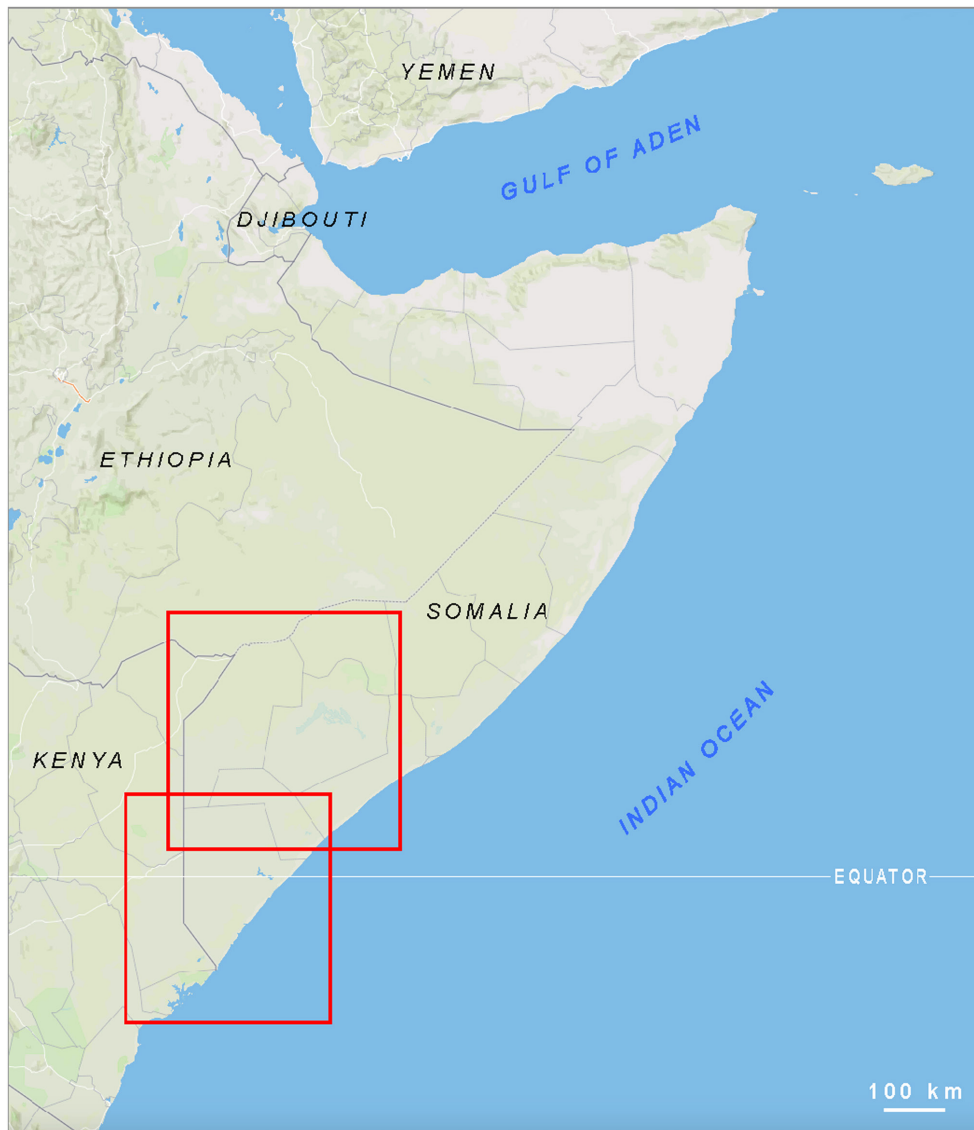 YEMEN
GULF OF ADEN
DJIBOUTI
ETHIOPIA
SOMALIA
KENYA
INDIAN OCEAN
EQUATOR
100 km